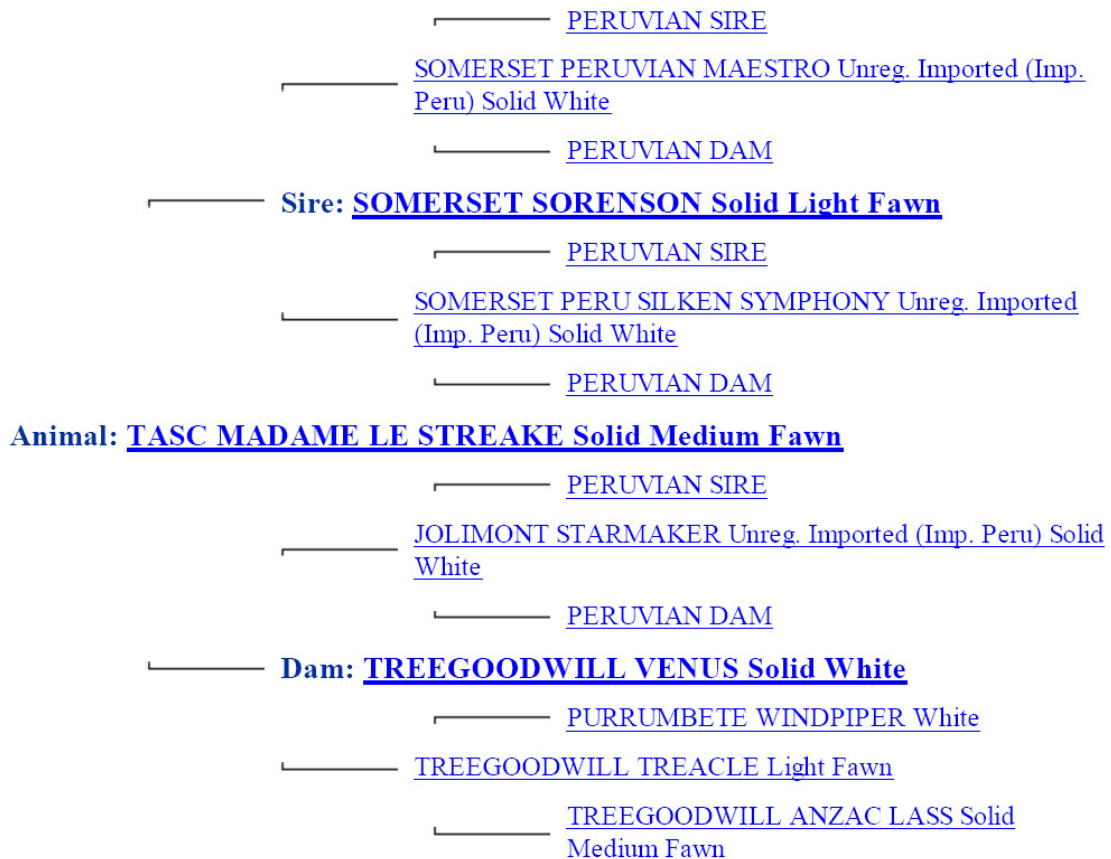 PERUVIAN SIRE
SOMERSET PERUVIAN MAESTRO Unreg. Imported (Imp.
Peru) Solid White
PERUVIAN DAM
Sire: SOMERSET SORENSON Solid Light Fawn
PERUVIAN SIRE
SOMERSET PERU SILKEN SYMPHONY Unreg. Imported
(Imp. Peru) Solid White
PERUVIAN DAM
Animal: TASC MADAME LE STREAKE Solid Medium Fawn
PERUVIAN SIRE
JOLIMONT STARMAKER Unreg. Imported (Imp. Peru) Solid
White
PERUVIAN DAM
Dam: TREEGOODWILL VENUS Solid White
PURRUMBETE WINDPIPER White
TREEGOODWILL TREACLE Light Fawn
TREEGOODWILL ANZAC LASS Solid
Medium Fawn